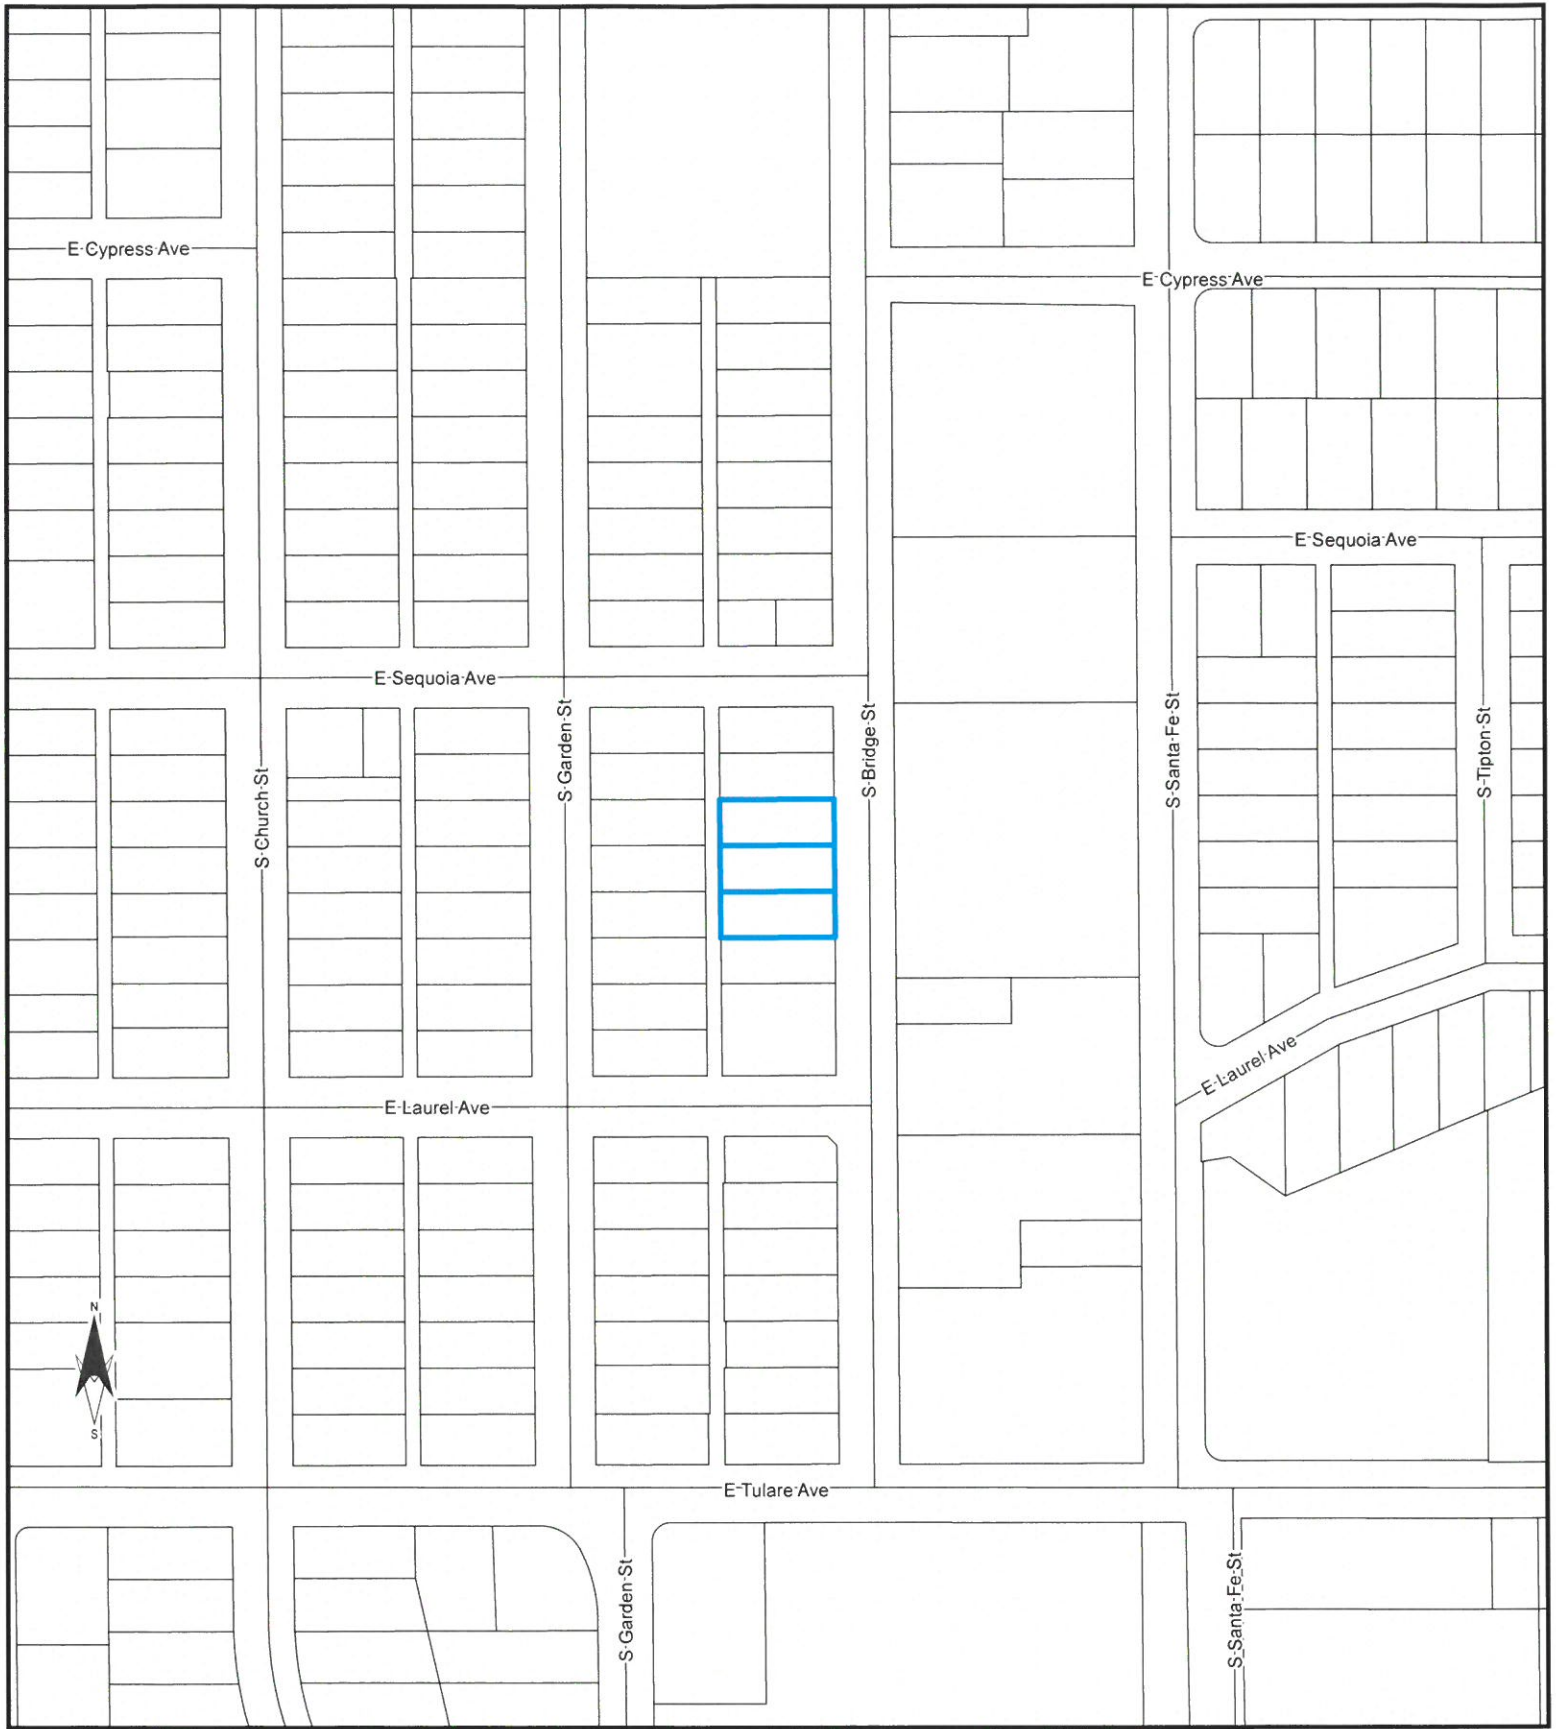 E Cypress Ave
E Cypress Ave
E Sequoia Ave
E Sequoia Ave
S Church St
S Garden St
S Bridge St
S Santa Fe St
S Tipton St
E Laurel Ave
E Laurel Ave
N
S
E Tulare Ave
S Garden St
S Santa Fe St